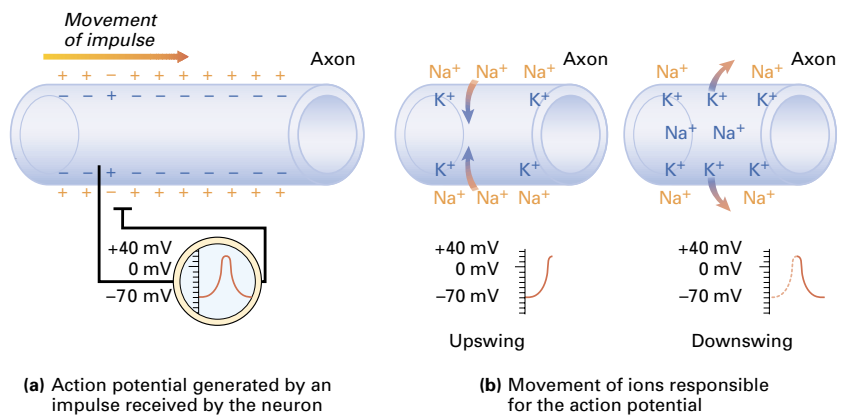 Movement
of impulse
Axon
+ + − + + + + + + +
− − + − − − − − − −
− − + − − − − − − −
+ + − + + + + + + +
+40 mV
0 mV
−70 mV
(a) Action potential generated by an
impulse received by the neuron
Axon
Na+ Na+ Na+
K+ K+
K+ K+
Na+ Na+ Na+
+40 mV
0 mV
−70 mV
Upswing
Axon
Na+ Na+
K+ K+ K+
Na+ Na+
K+ K+ K+
Na+ Na+
+40 mV
0 mV
−70 mV
Downswing
(b) Movement of ions responsible
for the action potential